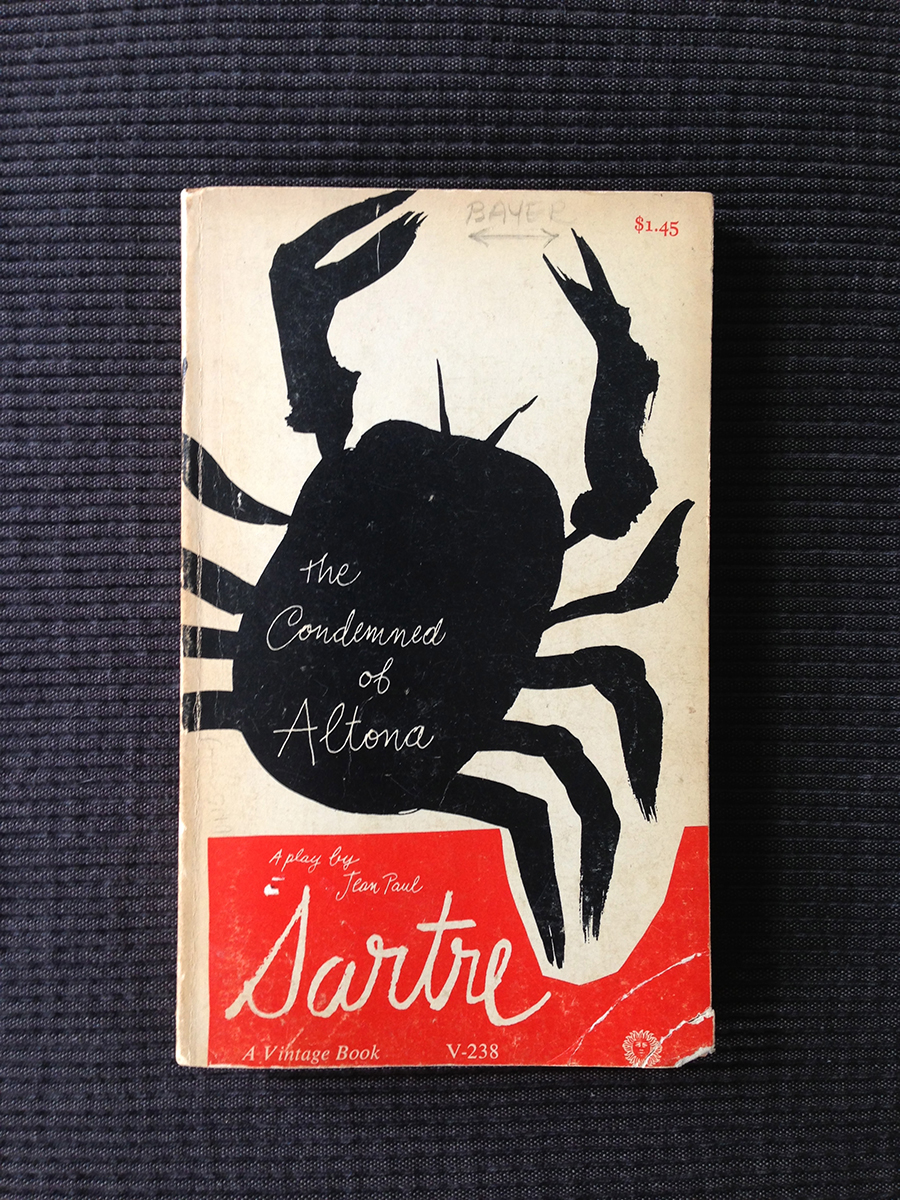 BAYER
$1.45
the
Condemned
of
Altona
A play by
Jean Paul
Sartre
A Vintage Book V-238